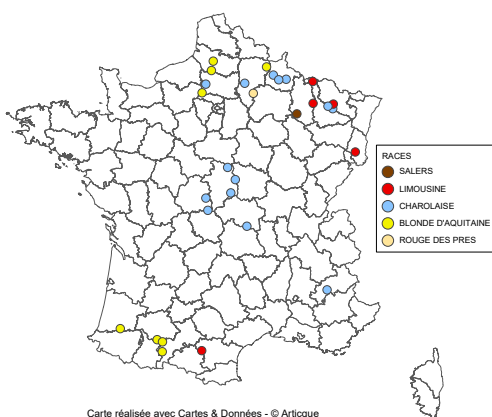 RACES
SALERS
LIMOUSINE
CHAROLAISE
BLONDE D'AQUITAINE
ROUGE DES PRES
Carte réalisée avec Cartes & Données - © Articque